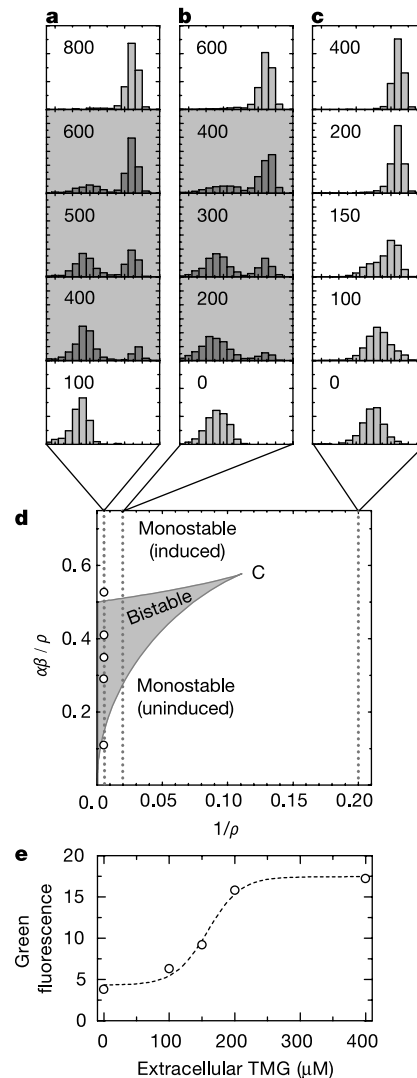 a b c
800 600 400
600 400 200
500 300 150
400 200 100
100 0 0
d
Monostable
(induced)
C
Bistable
Monostable
(uninduced)
αβ / ρ
0.6
0.4
0.2
0.0 0.05 0.10 0.15 0.20
1/ρ
e
Green
fluorescence
20
15
10
5
0
0 100 200 300 400
Extracellular TMG (μM)